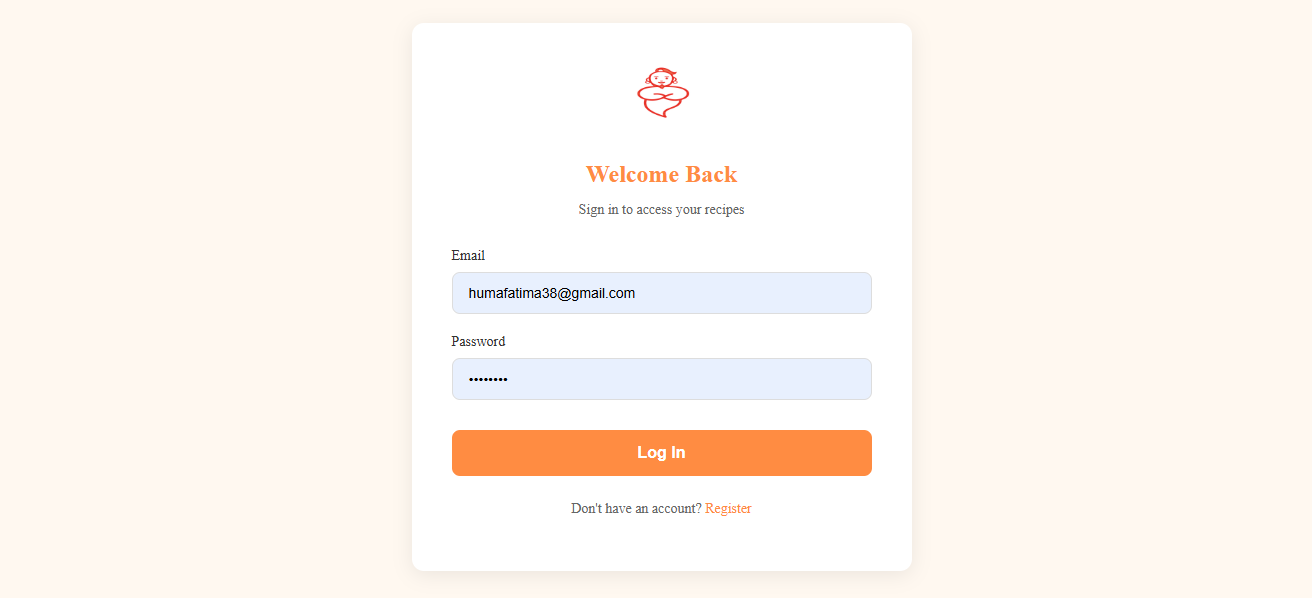 Welcome Back
Sign in to access your recipes
Email
humafatima38@gmail.com
Password
••••••••
Log In
Don't have an account? Register